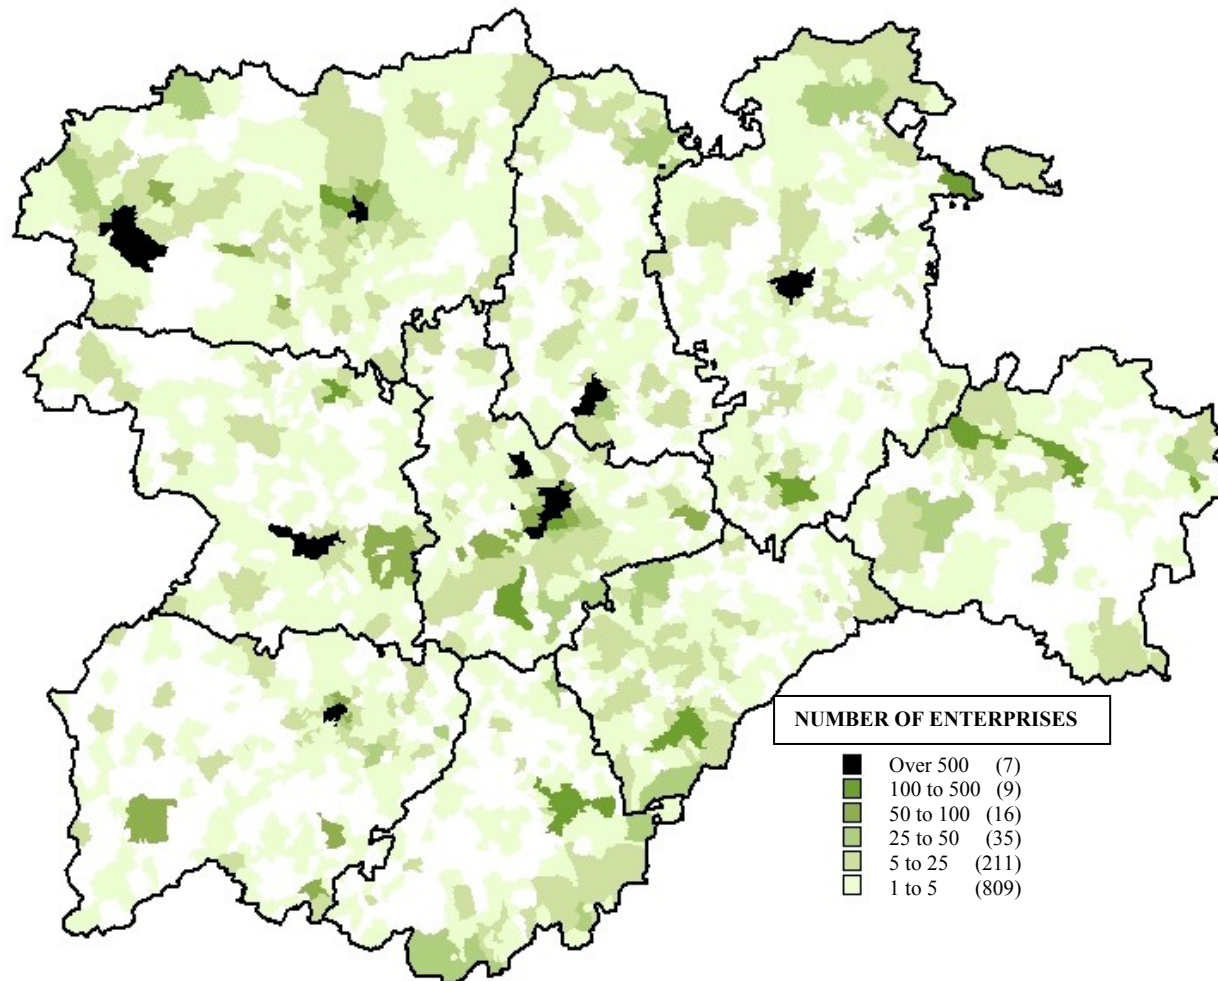 NUMBER OF ENTERPRISES
Over 500 (7)
100 to 500 (9)
50 to 100 (16)
25 to 50 (35)
5 to 25 (211)
1 to 5 (809)